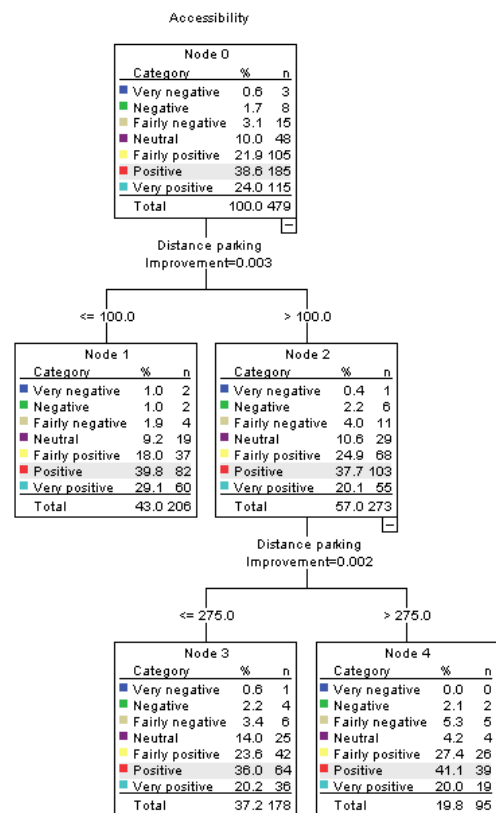 Accessibility
Node 0
Category % n
Very negative 0.6 3
Negative 1.7 8
Fairly negative 3.1 15
Neutral 10.0 48
Fairly positive 21.9 105
Positive 38.6 185
Very positive 24.0 115
Total 100.0 479
Distance parking
Improvement=0.003
<= 100.0
> 100.0
Node 1
Category % n
Very negative 1.0 2
Negative 1.0 2
Fairly negative 1.9 4
Neutral 9.2 19
Fairly positive 18.0 37
Positive 39.8 82
Very positive 29.1 60
Total 43.0 206
Node 2
Category % n
Very negative 0.4 1
Negative 2.2 6
Fairly negative 4.0 11
Neutral 10.6 29
Fairly positive 24.9 68
Positive 37.7 103
Very positive 20.1 55
Total 57.0 273
Distance parking
Improvement=0.002
<= 275.0
> 275.0
Node 3
Category % n
Very negative 0.6 1
Negative 2.2 4
Fairly negative 3.4 6
Neutral 14.0 25
Fairly positive 23.6 42
Positive 36.0 64
Very positive 20.2 36
Total 37.2 178
Node 4
Category % n
Very negative 0.0 0
Negative 2.1 2
Fairly negative 5.3 5
Neutral 4.2 4
Fairly positive 27.4 26
Positive 41.1 39
Very positive 20.0 19
Total 19.8 95